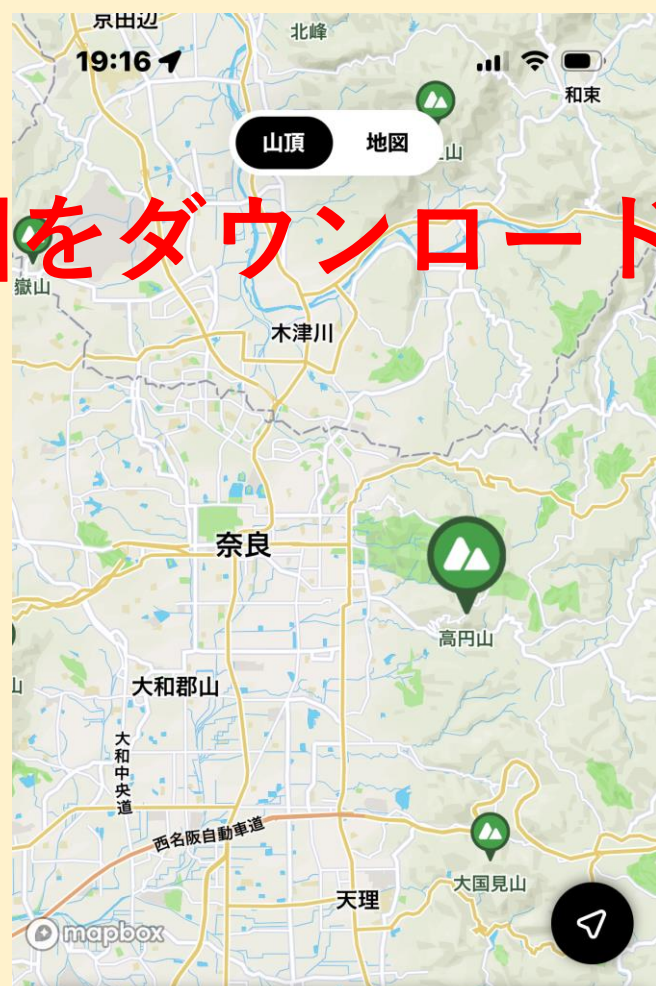 京田辺
北峰
19:16
和束
山頂
地図
山
をダウンロード
嶽山
木津川
奈良
高円山
山
大和郡山
大和中央道
西名阪自動車道
大国見山
天理
mapbox